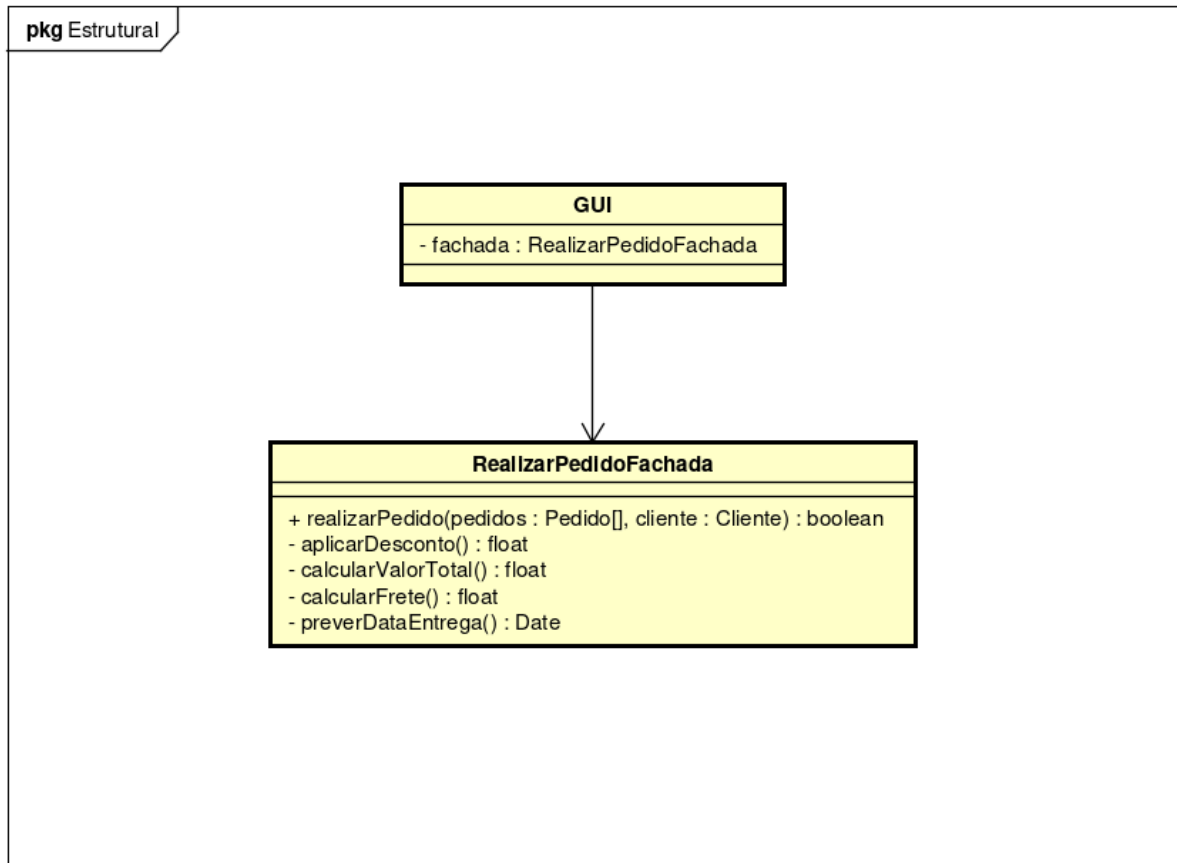 pkg Estrutural
GUI
- fachada : RealizarPedidoFachada
RealizarPedidoFachada
+ realizarPedido(pedidos : Pedido[], cliente : Cliente) : boolean
- aplicarDesconto() : float
- calcularValorTotal() : float
- calcularFrete() : float
- preverDataEntrega() : Date